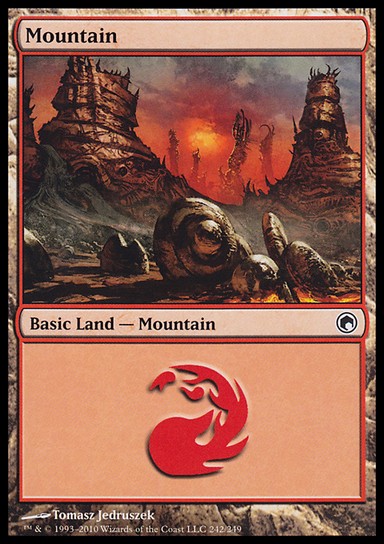 Mountain
Basic Land — Mountain
Tomasz Jedruszek
™ & © 1993–2010 Wizards of the Coast LLC 242/249